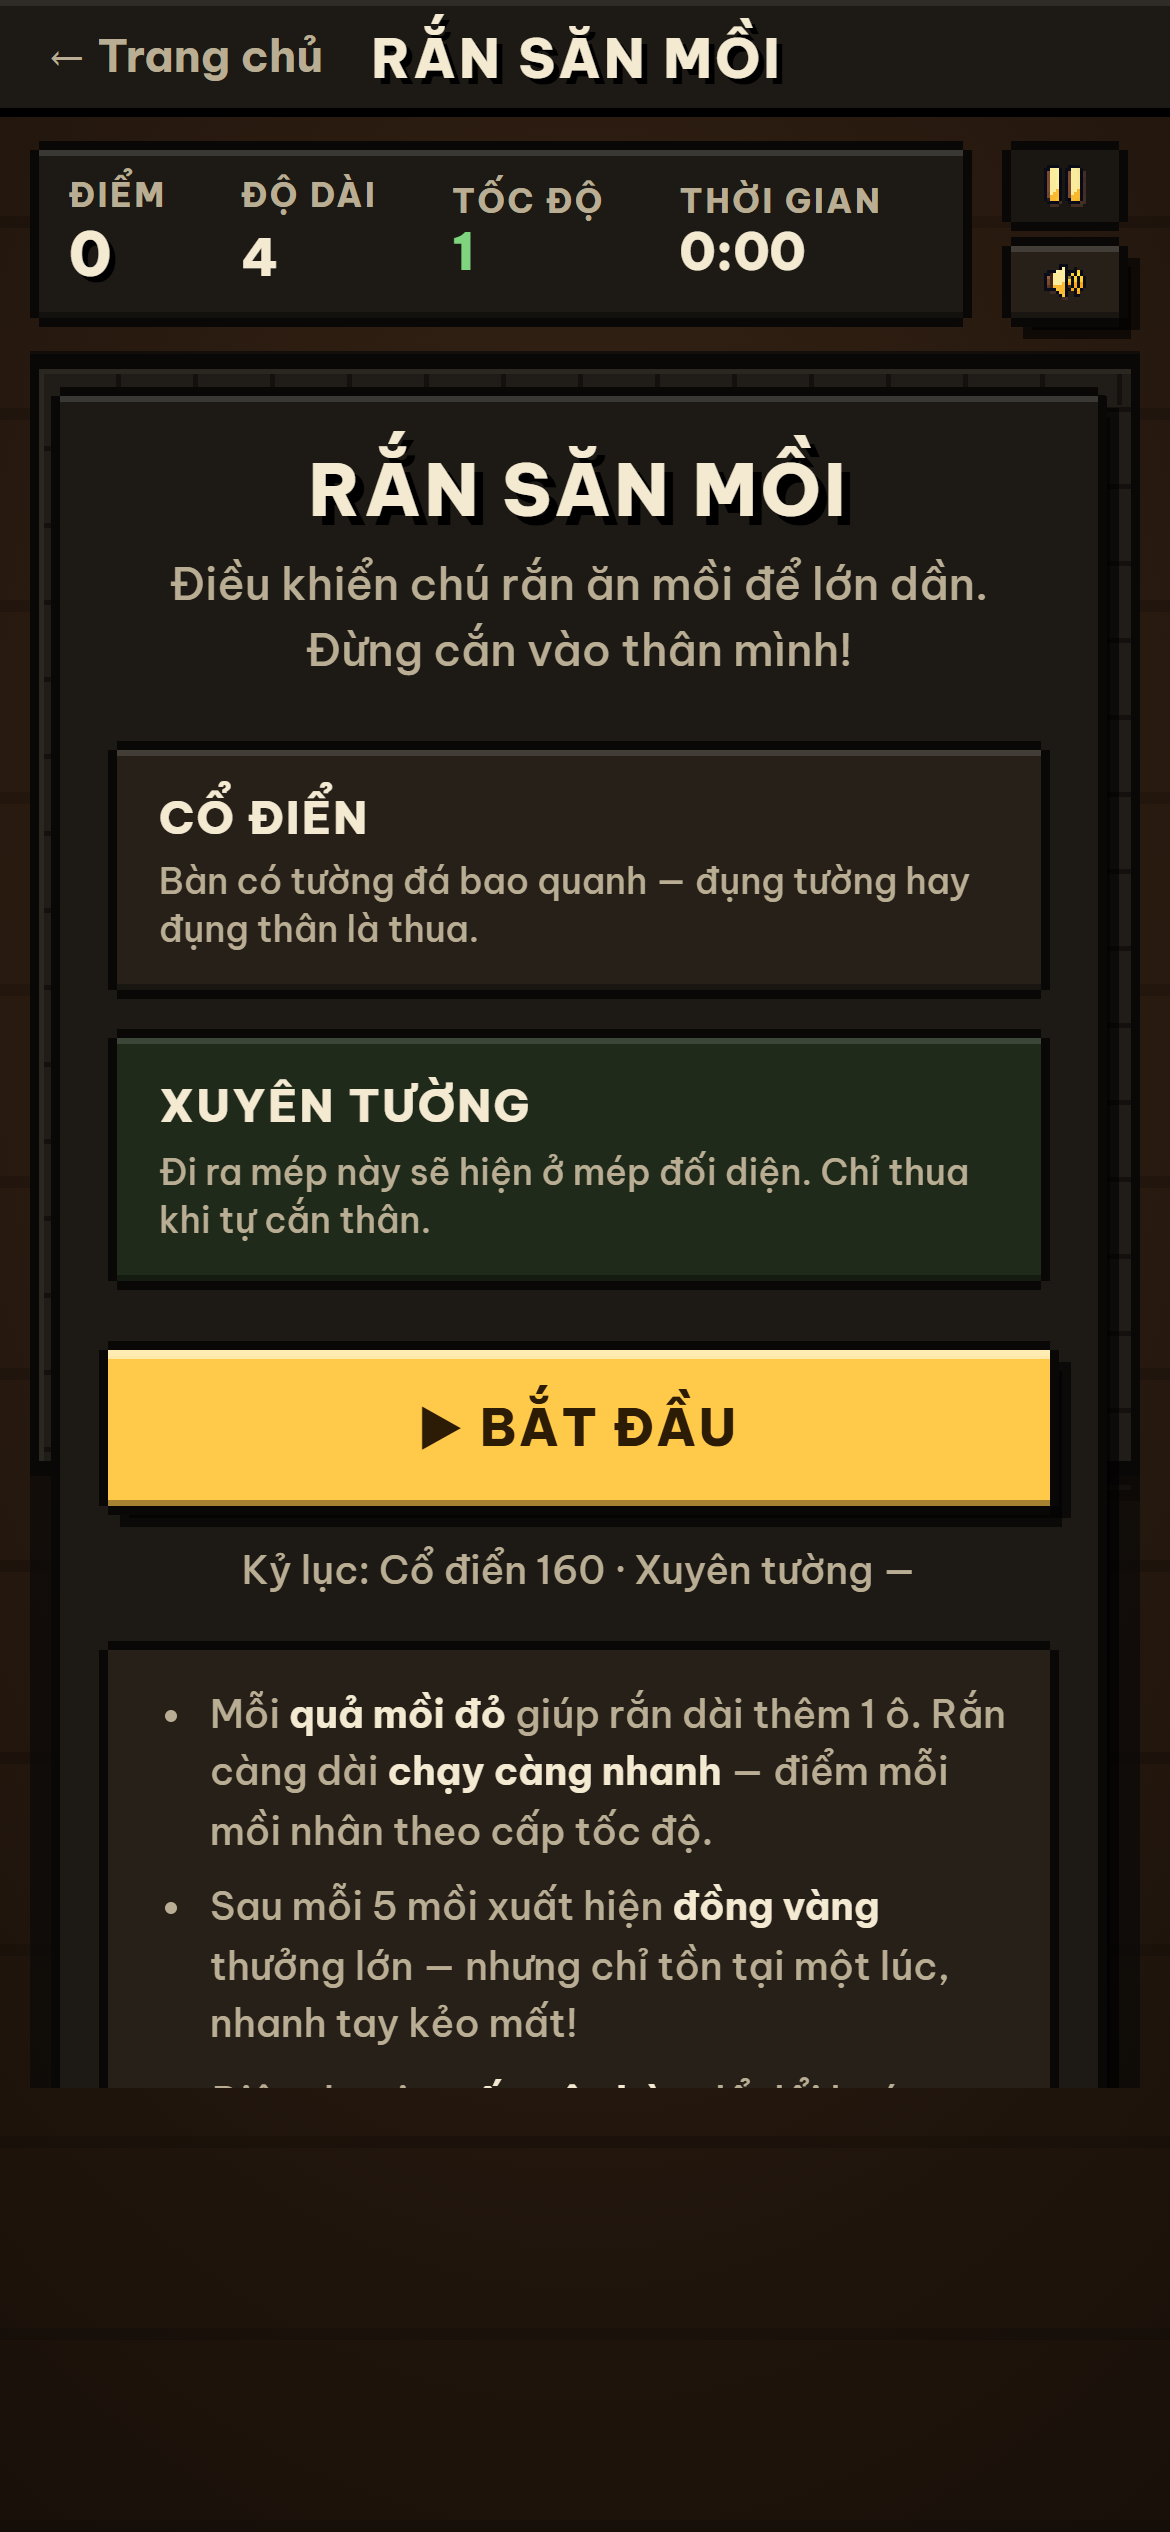 ← Trang chủ RẮN SĂN MỒI
ĐIỂM ĐỘ DÀI TỐC ĐỘ THỜI GIAN
0 4 1 0:00
RẮN SĂN MỒI
Điều khiển chú rắn ăn mồi để lớn dần.
Đừng cắn vào thân mình!
CỔ ĐIỂN
Bàn có tường đá bao quanh — đụng tường hay
đụng thân là thua.
XUYÊN TƯỜNG
Đi ra mép này sẽ hiện ở mép đối diện. Chỉ thua
khi tự cắn thân.
▶ BẮT ĐẦU
Kỷ lục: Cổ điển 160 · Xuyên tường —
• Mỗi quả mồi đỏ giúp rắn dài thêm 1 ô. Rắn
càng dài chạy càng nhanh — điểm mỗi
mồi nhân theo cấp tốc độ.
• Sau mỗi 5 mồi xuất hiện đồng vàng
thưởng lớn — nhưng chỉ tồn tại một lúc,
nhanh tay kẻo mất!